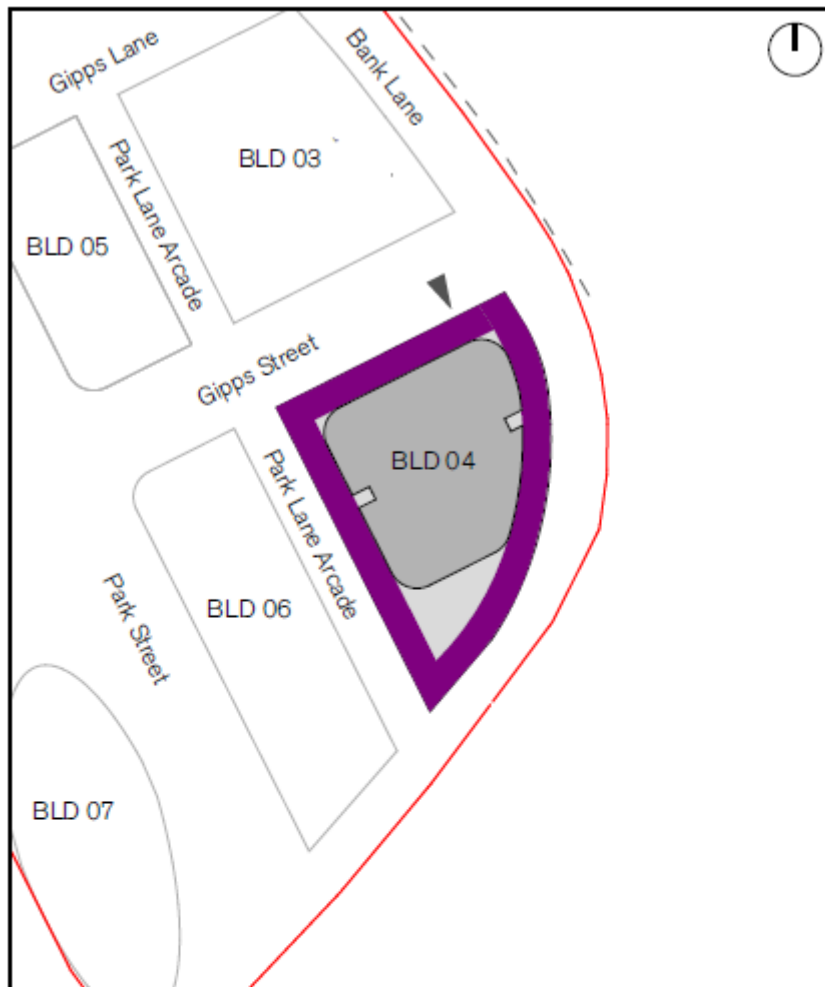 Gipps Lane
Bank Lane
BLD 03
Park Lane Arcade
BLD 05
Gipps Street
BLD 04
Park Lane Arcade
BLD 06
Park Street
BLD 07